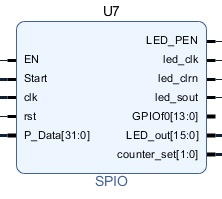 U7
LED_PEN
EN
led_clk
Start
led_clrn
clk
led_sout
rst
GPIOf0[13:0]
P_Data[31:0]
LED_out[15:0]
counter_set[1:0]
SPIO